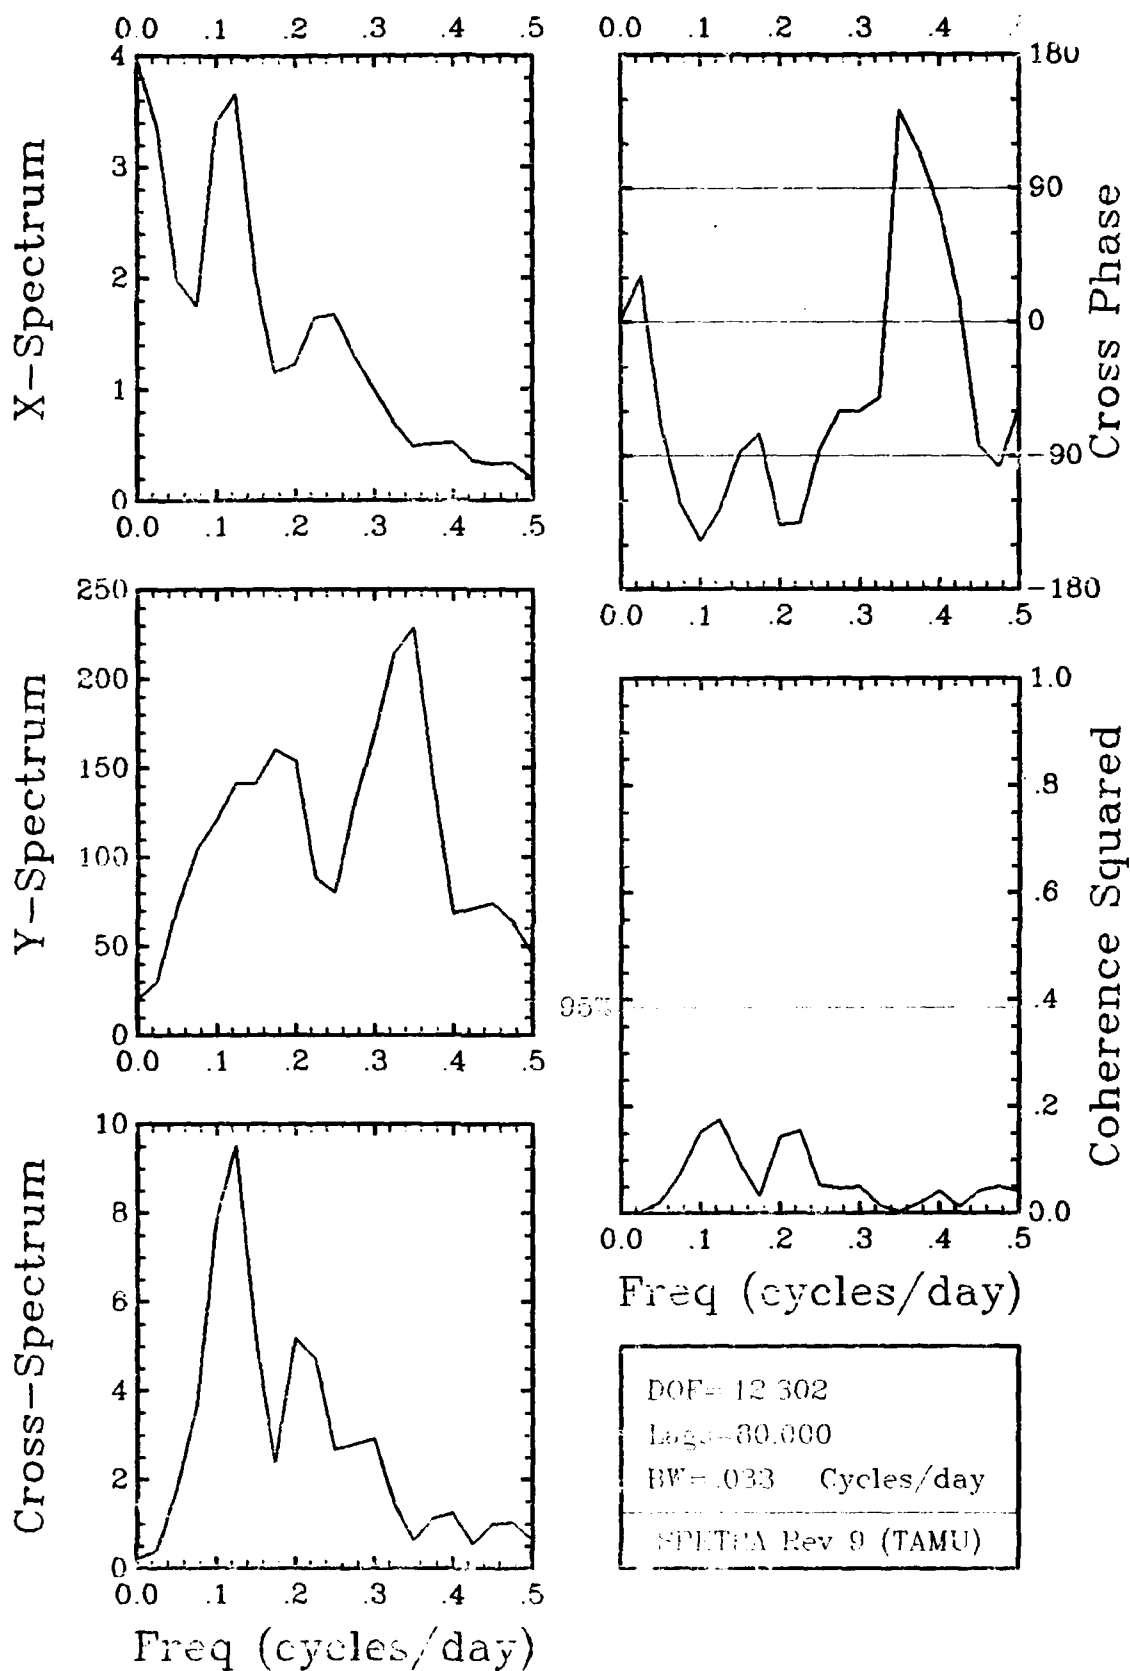 0.0 .1 .2 .3 .4 .5
4
3
2
1
0
X-Spectrum
0.0 .1 .2 .3 .4 .5
250
200
150
100
50
0
Y-Spectrum
0.0 .1 .2 .3 .4 .5
10
8
6
4
2
0
Cross-Spectrum
0.0 .1 .2 .3 .4 .5
Freq (cycles/day)
0.0 .1 .2 .3 .4
180
90
0
-90
-180
Cross Phase
0.0 .1 .2 .3 .4 .5
1.0
.8
.6
.4
.2
0.0
95%
Coherence Squared
0.0 .1 .2 .3 .4 .5
Freq (cycles/day)
DOF= 12.302
BW= .033 Cycles/day
Rev 9 (TAMU)